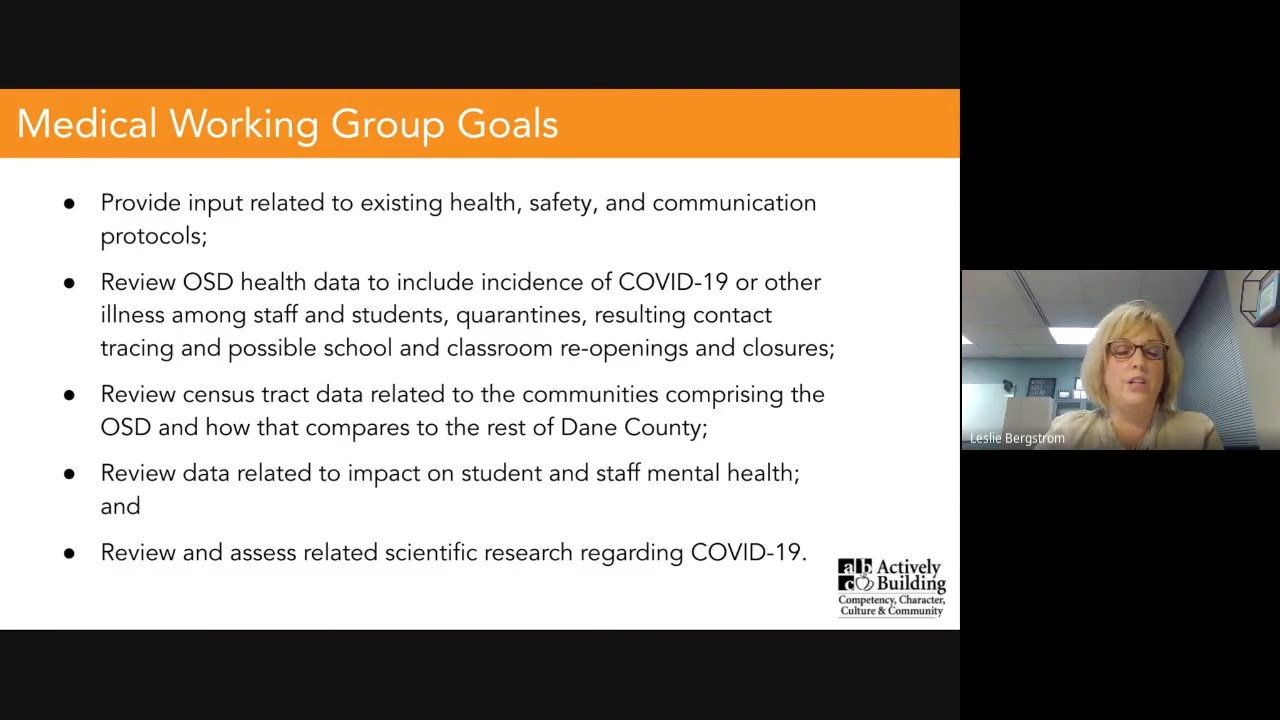 Medical Working Group Goals
● Provide input related to existing health, safety, and communication
protocols;
● Review OSD health data to include incidence of COVID-19 or other
illness among staff and students, quarantines, resulting contact
tracing and possible school and classroom re-openings and closures;
● Review census tract data related to the communities comprising the
OSD and how that compares to the rest of Dane County;
● Review data related to impact on student and staff mental health;
and
● Review and assess related scientific research regarding COVID-19.
a b Actively
c Building
Competency, Character,
Culture & Community
Leslie Bergstrom